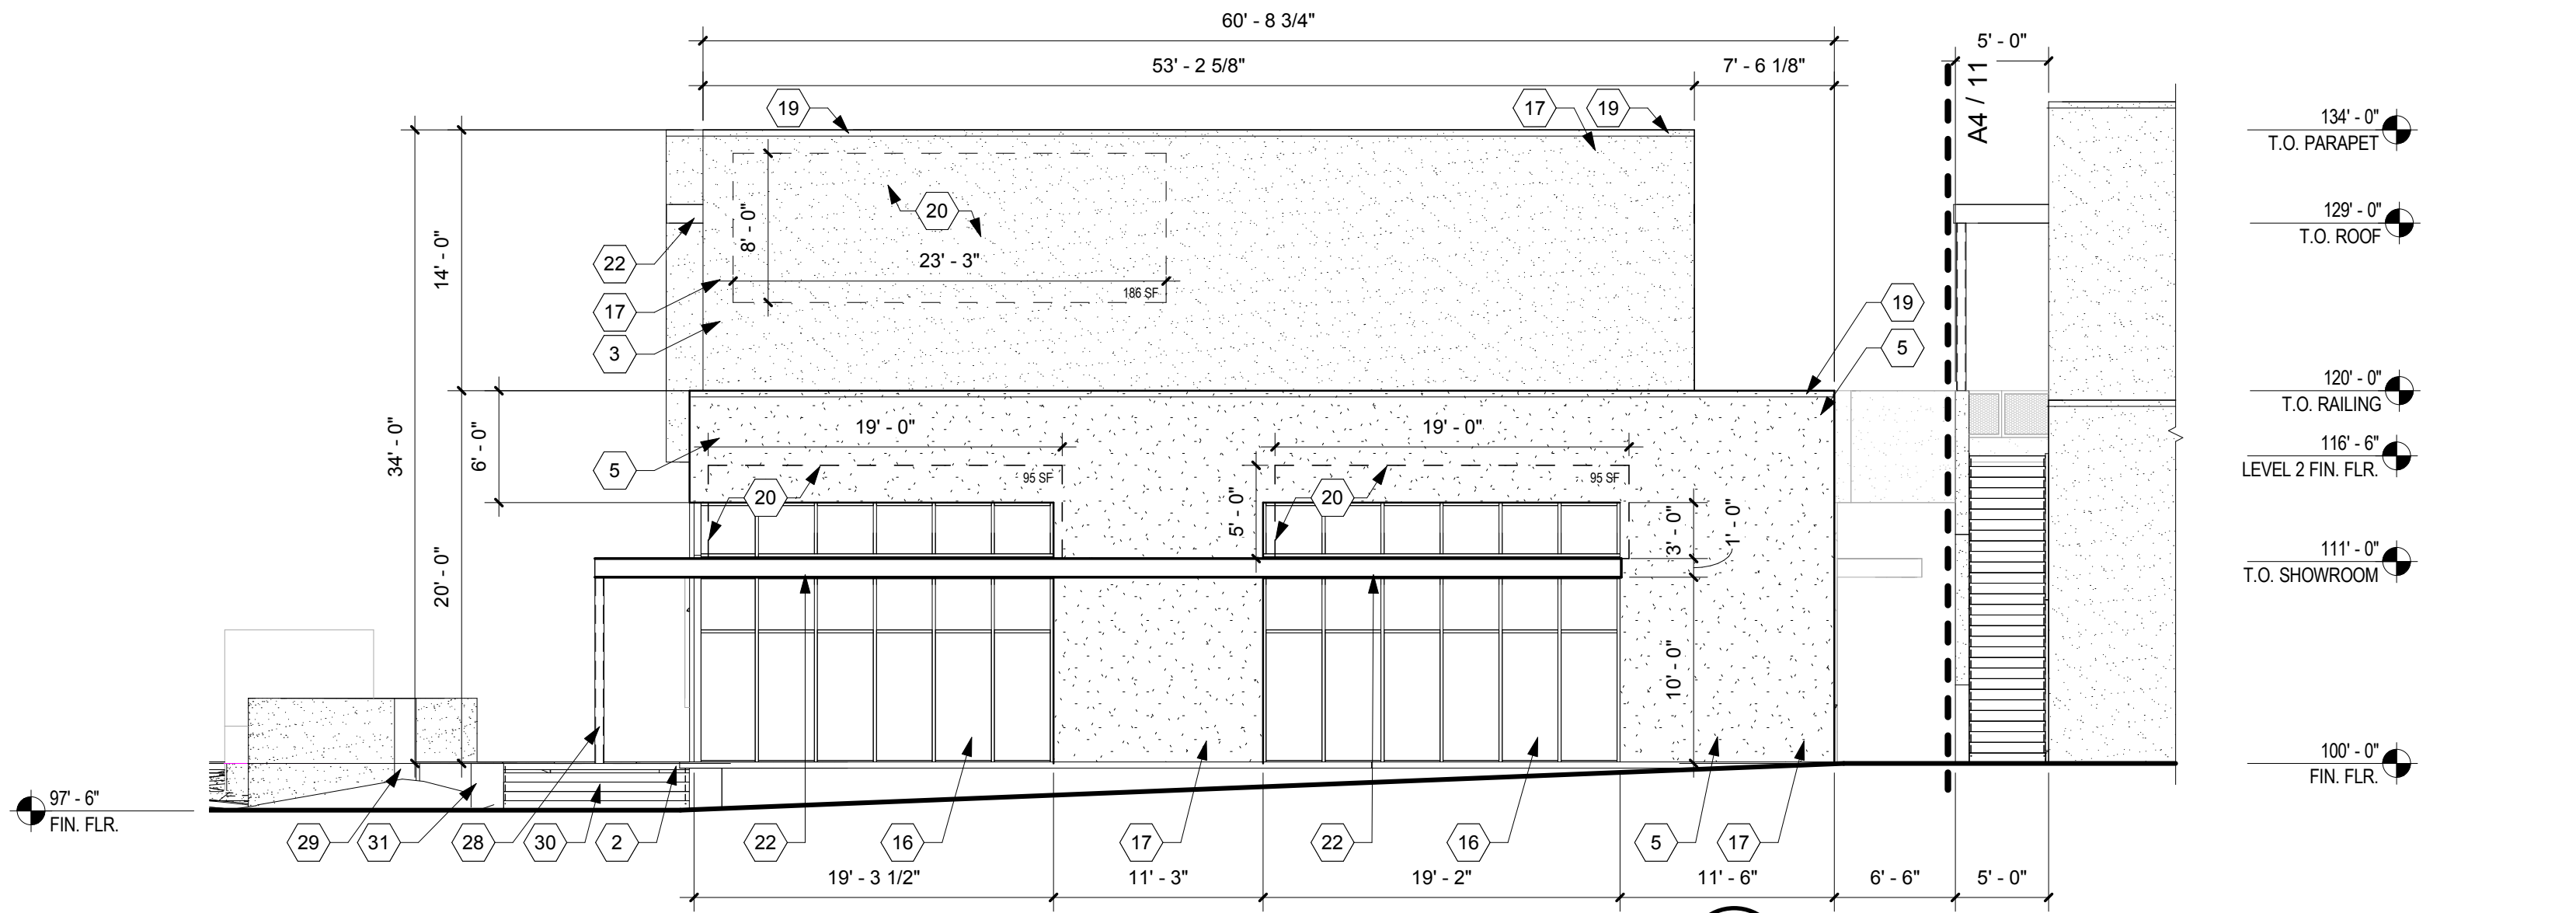 60' - 8 3/4"
5' - 0"
53' - 2 5/8"
7' - 6 1/8"
A4 / 11
19
17
19
134' - 0"
T.O. PARAPET
20
8' - 0"
129' - 0"
T.O. ROOF
14' - 0"
22
23' - 3"
186 SF
17
19
3
5
120' - 0"
T.O. RAILING
34' - 0"
6' - 0"
19' - 0"
19' - 0"
116' - 6"
LEVEL 2 FIN. FLR.
5
95 SF
95 SF
20
20
5' - 0"
3' - 0"
1' - 0"
111' - 0"
T.O. SHOWROOM
20' - 0"
10' - 0"
100' - 0"
FIN. FLR.
97' - 6"
FIN. FLR.
29
31
28
30
2
22
16
17
22
16
5
17
19' - 3 1/2"
11' - 3"
19' - 2"
11' - 6"
6' - 6"
5' - 0"